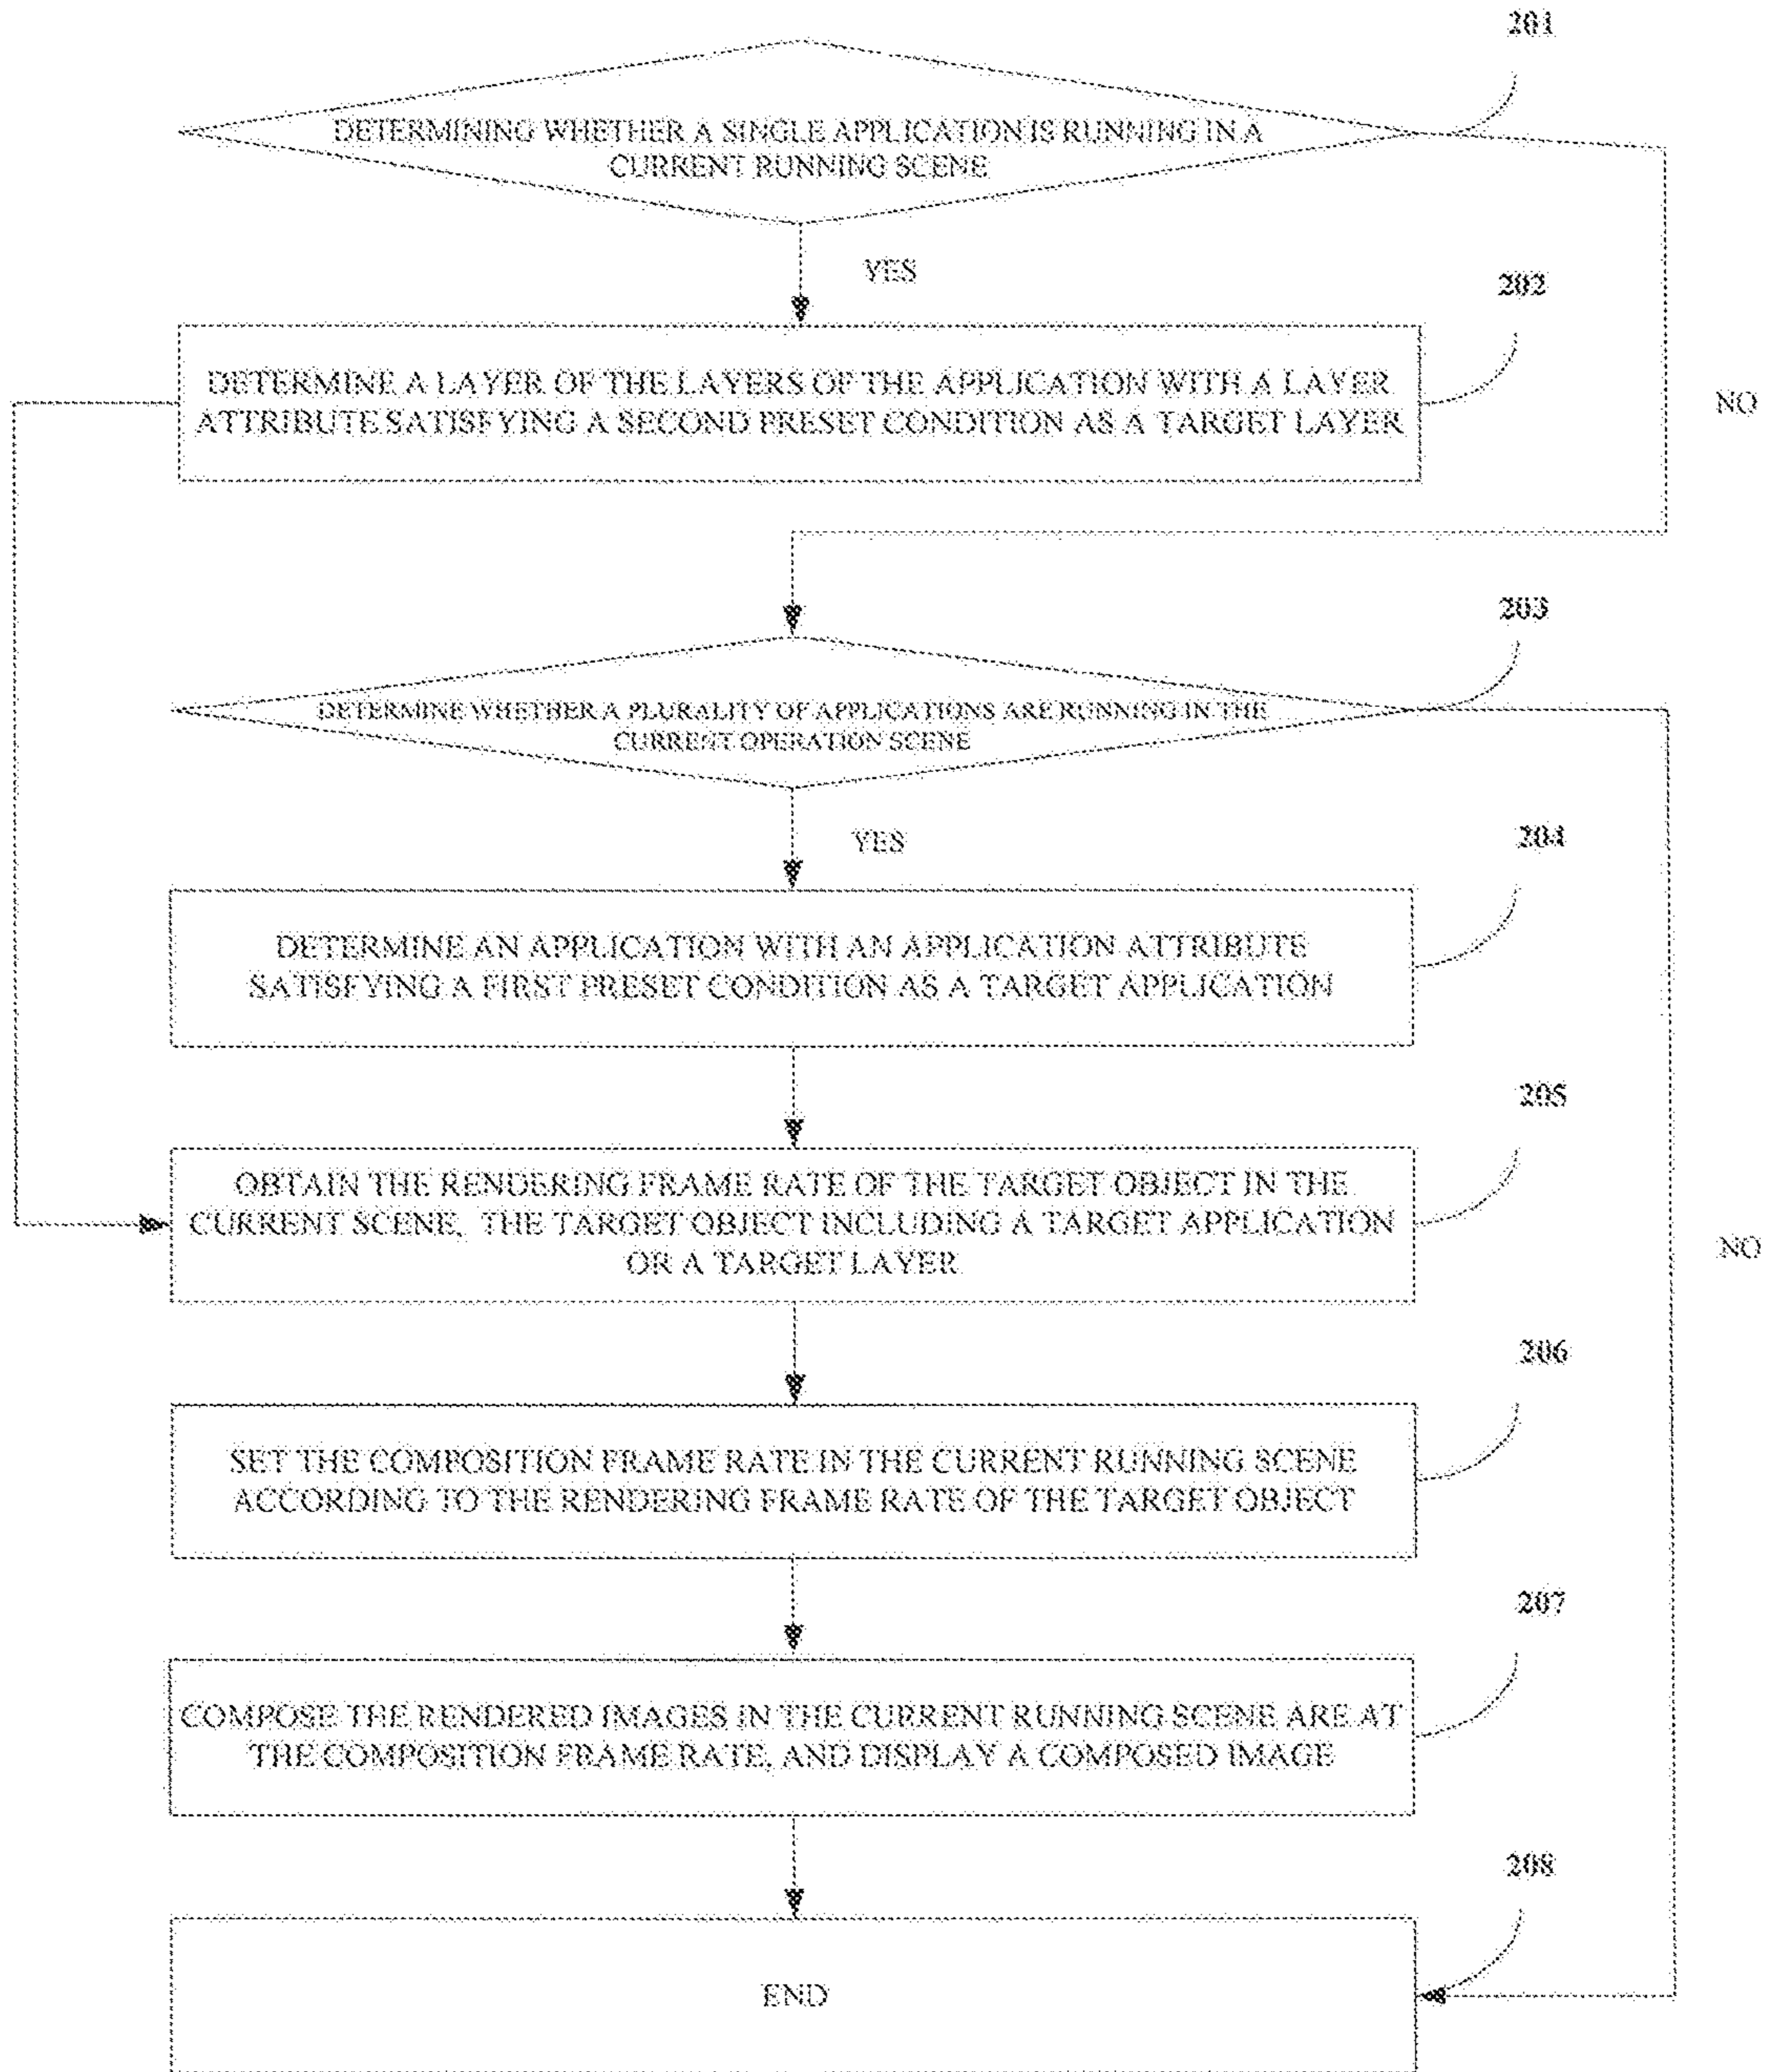 201
DETERMINING WHETHER A SINGLE APPLICATION IS RUNNING IN A
CURRENT RUNNING SCENE
YES
202
DETERMINE A LAYER OF THE LAYERS OF THE APPLICATION WITH A LAYER
ATTRIBUTE SATISFYING A SECOND PRESET CONDITION AS A TARGET LAYER
NO
203
DETERMINE WHETHER A PLURALITY OF APPLICATIONS ARE RUNNING IN THE
CURRENT OPERATION SCENE
YES
204
DETERMINE AN APPLICATION WITH AN APPLICATION ATTRIBUTE
SATISFYING A FIRST PRESET CONDITION AS A TARGET APPLICATION
205
OBTAIN THE RENDERING FRAME RATE OF THE TARGET OBJECT IN THE
CURRENT SCENE, THE TARGET OBJECT INCLUDING A TARGET APPLICATION
OR A TARGET LAYER
NO
206
SET THE COMPOSITION FRAME RATE IN THE CURRENT RUNNING SCENE
ACCORDING TO THE RENDERING FRAME RATE OF THE TARGET OBJECT
207
COMPOSE THE RENDERED IMAGES IN THE CURRENT RUNNING SCENE ARE AT
THE COMPOSITION FRAME RATE, AND DISPLAY A COMPOSED IMAGE
208
END